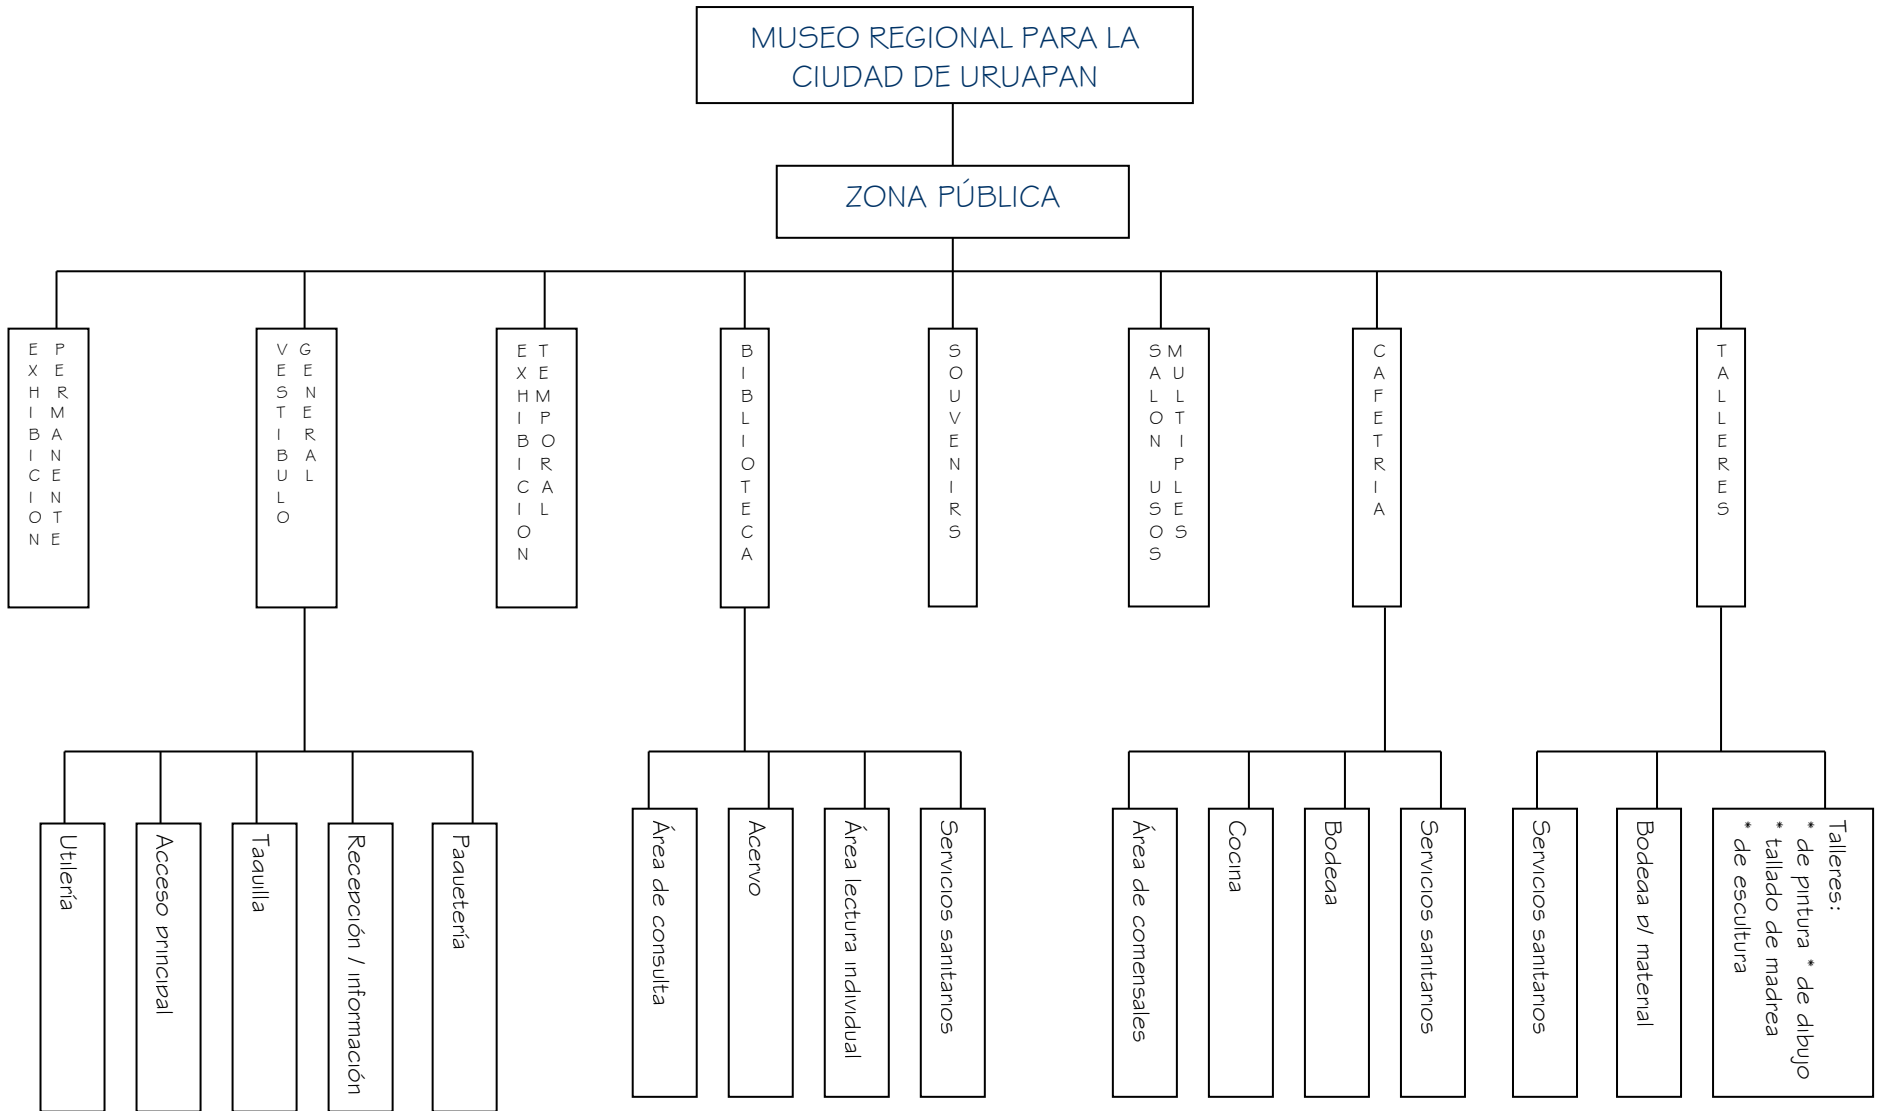 MUSEO REGIONAL PARA LA
CIUDAD DE URUAPAN
ZONA PÚBLICA
EXHIBICION
PERMANENTE
VESTIBULO
GENERAL
EXHIBICION
TEMPORAL
BIBLIOTECA
SOUVENIRS
SALON USOS
MULTIPLES
CAFETRIA
TALLERES
Utilería
Acceso principal
Taquilla
Recepción / información
Paquetería
Área de consulta
Acervo
Área lectura individual
Servicios sanitarios
Área de comensales
Cocina
Bodega
Servicios sanitarios
Servicios sanitarios
Bodega p/ material
Talleres:
* de pintura * de dibujo
* tallado de madrea
* de escultura